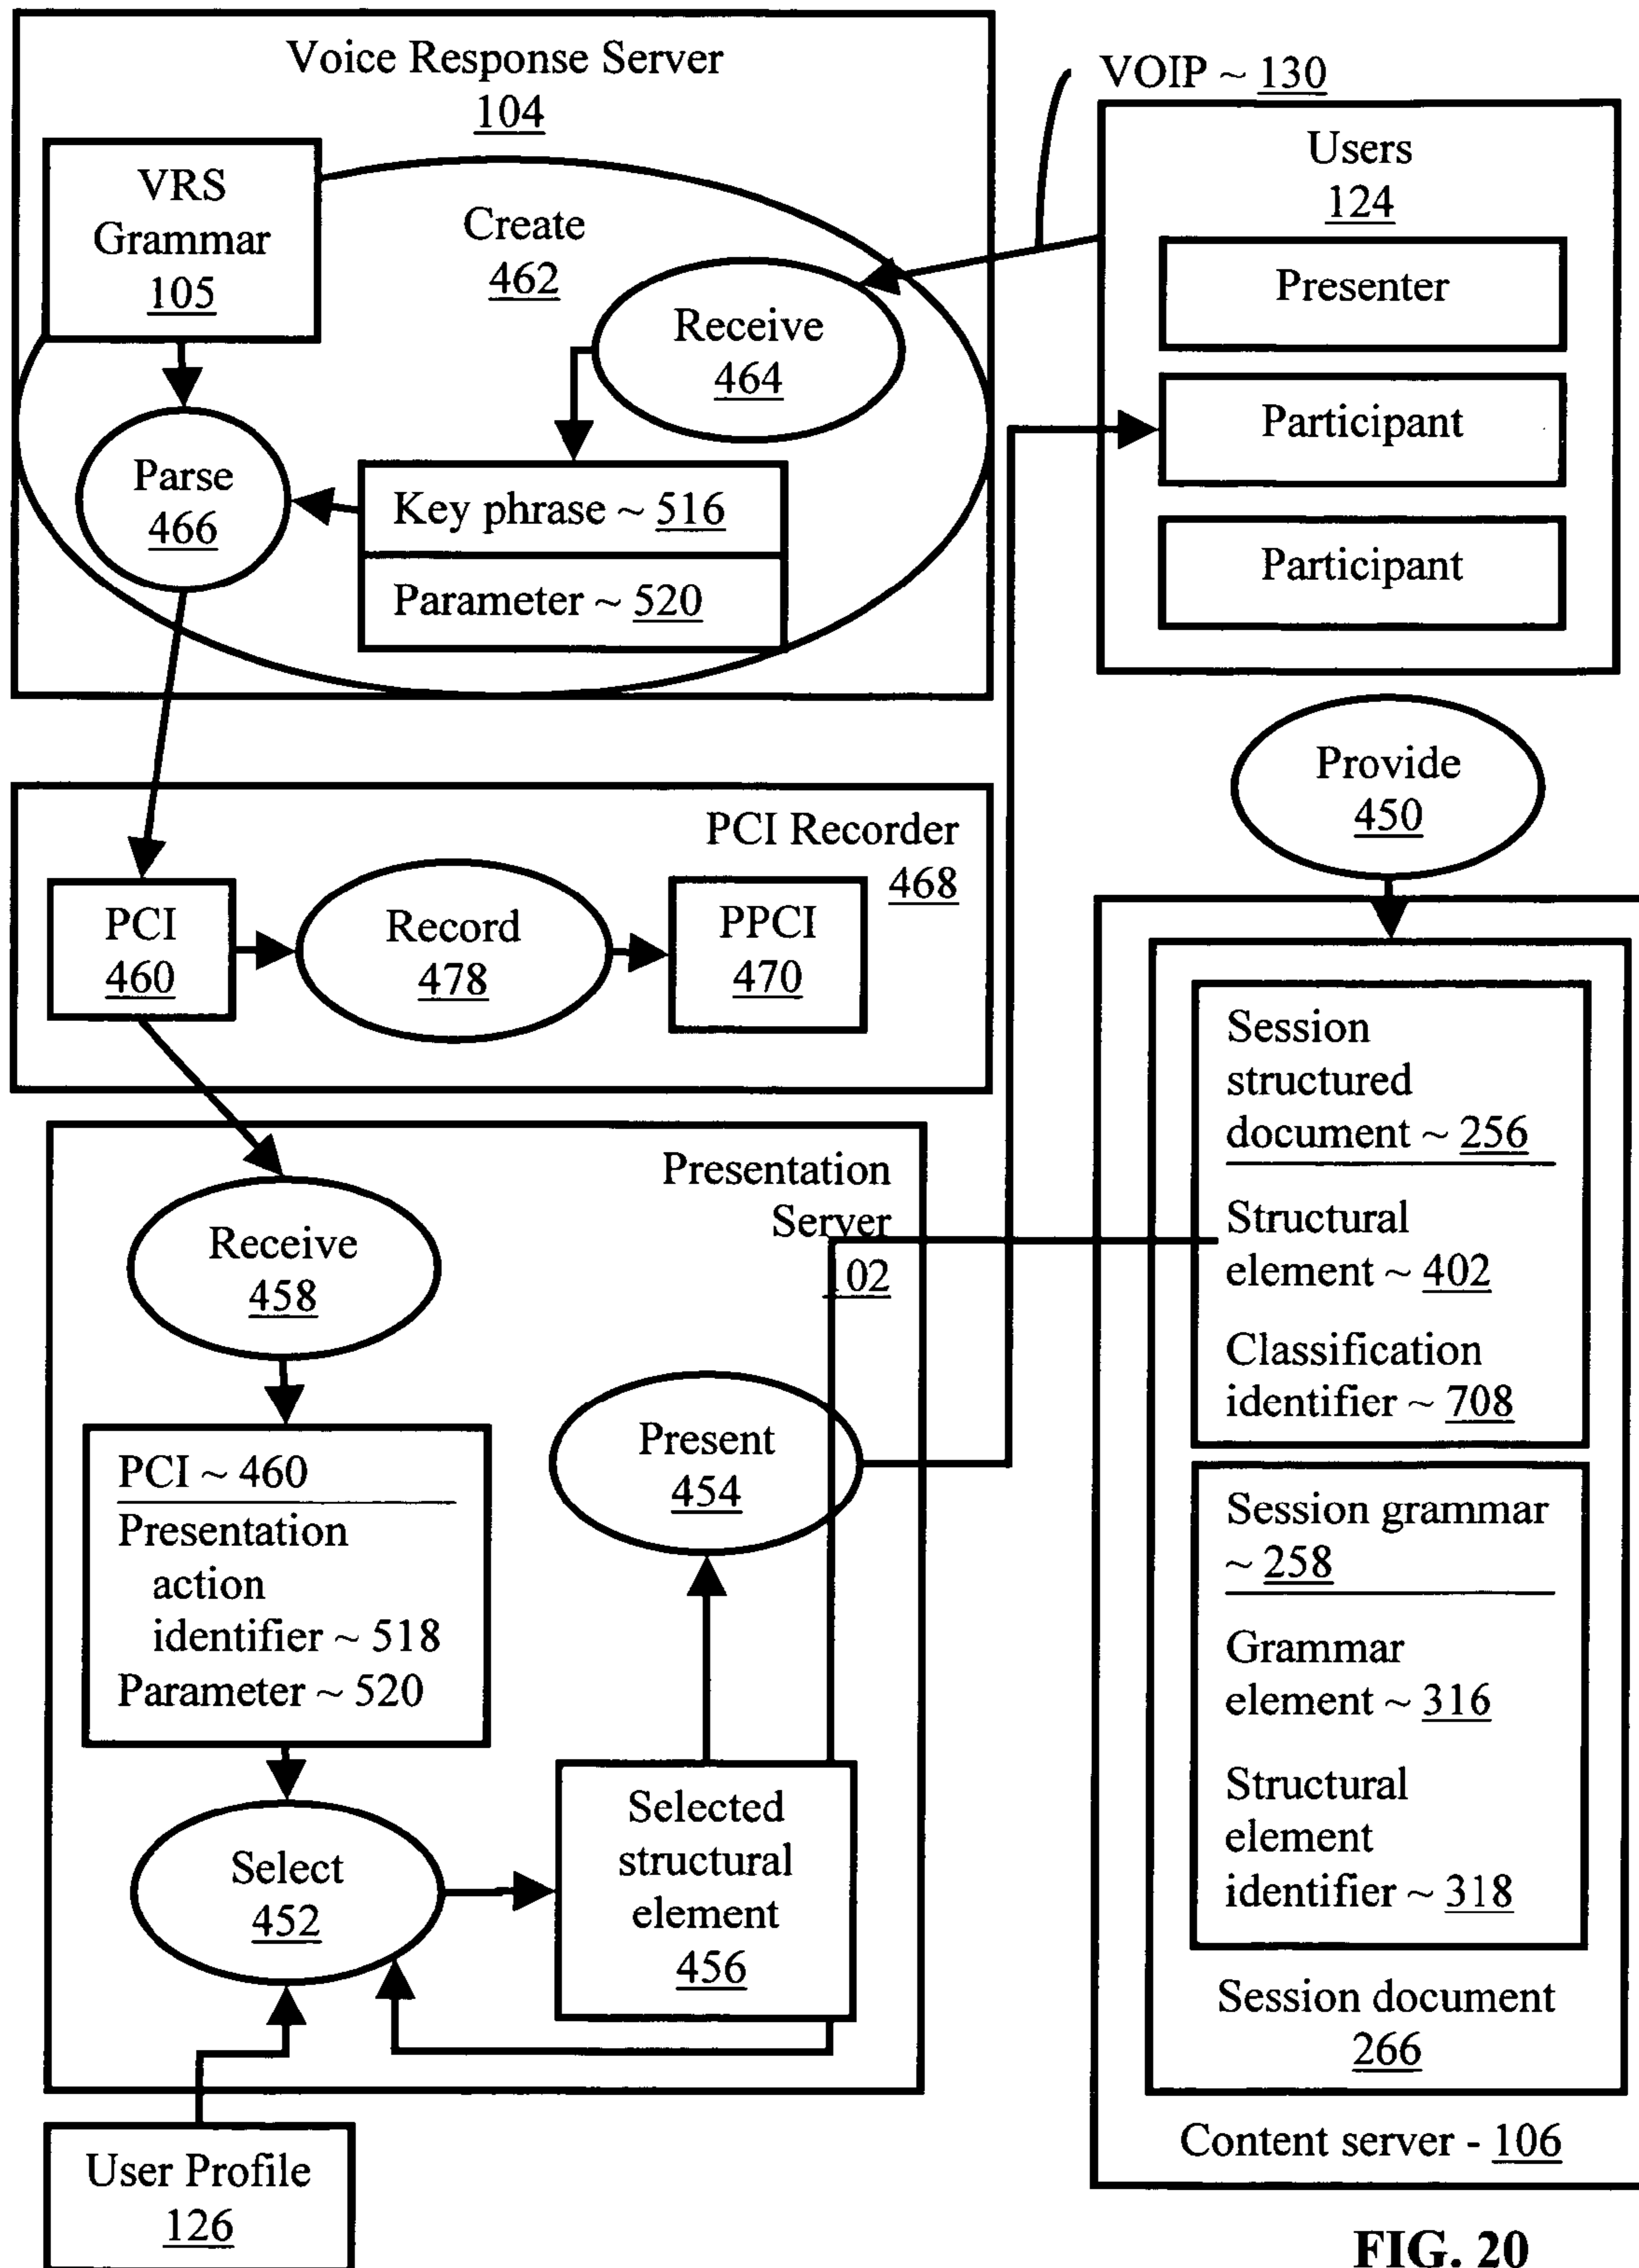 Voice Response Server
104
VRS
Grammar
105
Create
462
Receive
464
Parse
466
Key phrase ~ 516
Parameter ~ 520
VOIP ~ 130
Users
124
Presenter
Participant
Participant
Provide
450
PCI Recorder
468
PCI
460
Record
478
PPCI
470
Presentation
Server
102
Receive
458
PCI ~ 460
Presentation
action
identifier ~ 518
Parameter ~ 520
Present
454
Select
452
Selected
structural
element
456
User Profile
126
Session
structured
document ~ 256
Structural
element ~ 402
Classification
identifier ~ 708
Session grammar
~ 258
Grammar
element ~ 316
Structural
element
identifier ~ 318
Session document
266
Content server - 106
FIG. 20